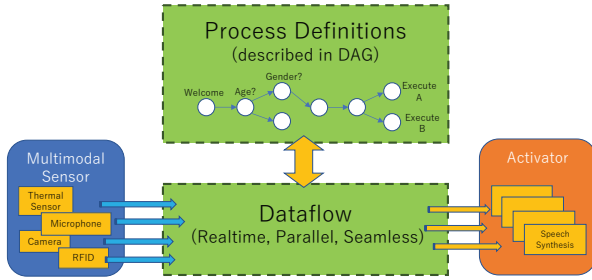 Process Definitions
(described in DAG)
Gender?
Welcome
Age?
Execute
A
Execute
B
Multimodal
Sensor
Thermal
Sensor
Microphone
Camera
RFID
Dataflow
(Realtime, Parallel, Seamless)
Activator
Speech
Synthesis